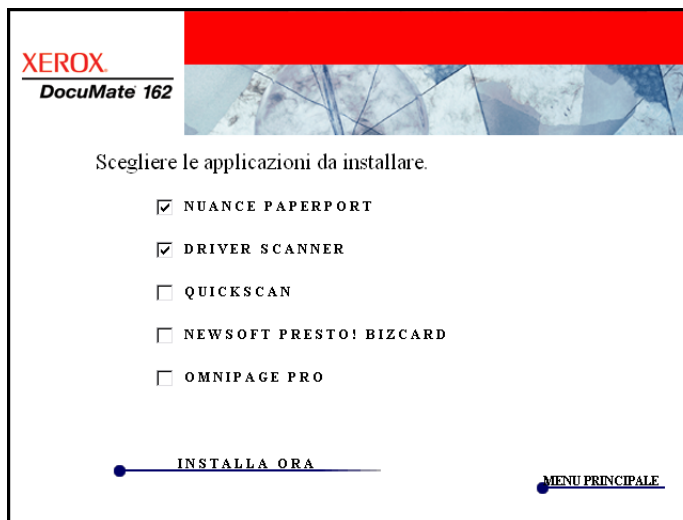 XEROX
DocuMate 162
Scegliere le applicazioni da installare.
NUANCE PAPERPORT
DRIVER SCANNER
QUICKSCAN
NEWSOFT PRESTO! BIZCARD
OMNIPAGE PRO
INSTALLA ORA
MENU PRINCIPALE